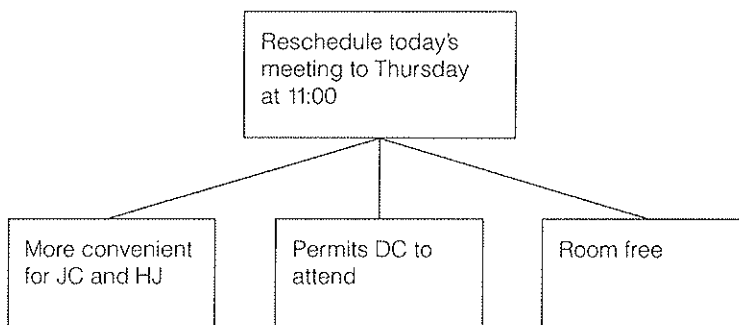 Reschedule today's
meeting to Thursday
at 11:00
More convenient
for JC and HJ
Permits DC to
attend
Room free